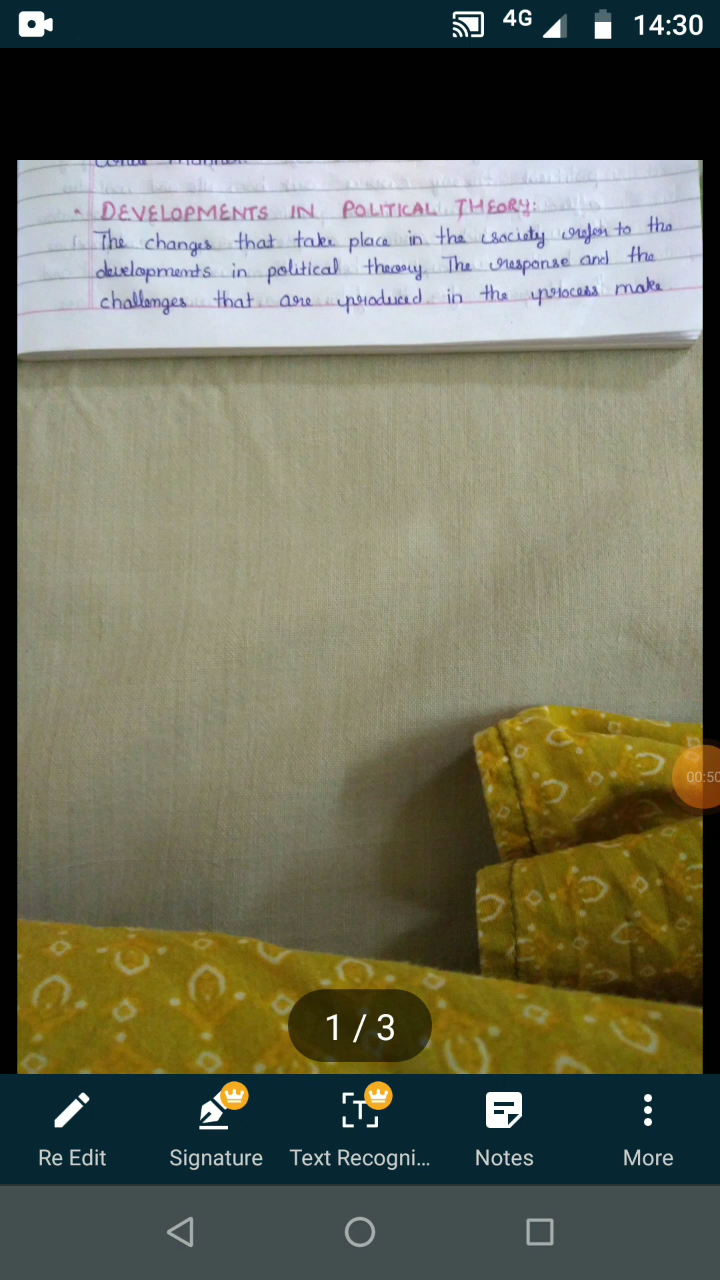 4G 14:30
DEVELOPMENTS IN POLITICAL THEORY:
The changes that take place in the society refer to the
developments in political theory. The response and the
challenges that are produced in the process make
00:50
1 / 3
Re Edit
Signature
Text Recogni...
Notes
More